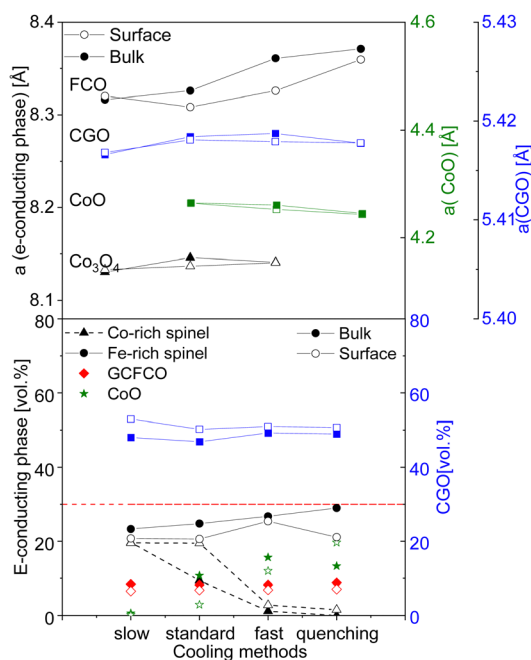 8.4
8.3
8.2
8.1
a (e-conducting phase) [Å]
Surface
Bulk
FCO
CGO
CoO
Co₃O₄
4.6
4.4
4.2
a( CoO) [Å]
5.43
5.42
5.41
5.40
a(CGO) [Å]
80
60
40
20
0
E-conducting phase [vol.%]
Co-rich spinel
Fe-rich spinel
GCFCO
CoO
Bulk
Surface
80
60
40
20
0
CGO[vol.%]
slow standard fast quenching
Cooling methods